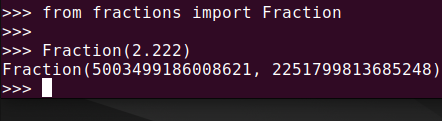 >>> from fractions import Fraction
>>>
>>> Fraction(2.222)
Fraction(5003499186008621, 2251799813685248)
>>>